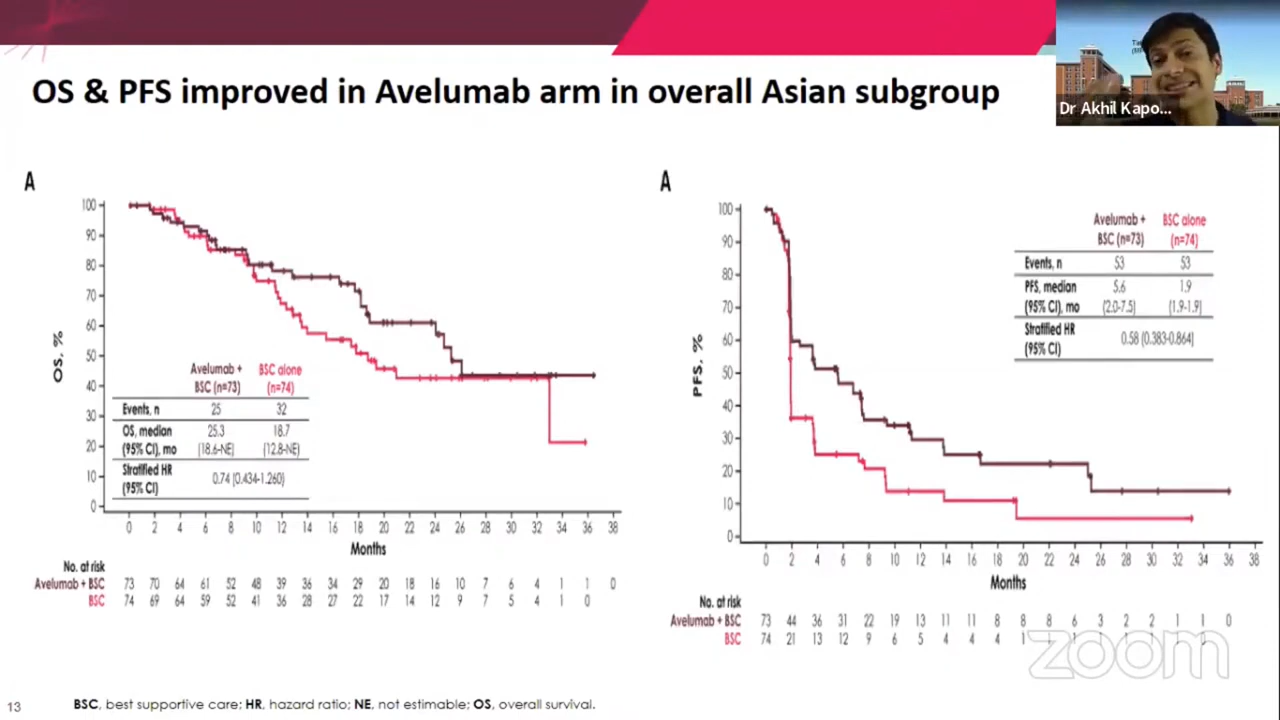 OS & PFS improved in Avelumab arm in overall Asian subgroup
Dr Akhil Kapo...
A
100
90
80
70
60
50
40
30
20
10
0
OS, %
Avelumab + BSC alone
BSC (n=73) (n=74)
Events, n 25 32
OS, median 25.3 18.7
(95% CI), mo (18.6-NE) (12.8-NE)
Stratified HR 0.74 (0.434-1.260)
(95% CI)
0 2 4 6 8 10 12 14 16 18 20 22 24 26 28 30 32 34 36 38
Months
No. at risk
Avelumab + BSC 73 70 64 61 52 48 39 36 34 29 20 18 16 10 7 6 4 1 1 0
BSC 74 69 64 59 52 41 36 28 27 22 17 14 12 9 7 5 4 1 0
A
100
90
80
70
60
50
40
30
20
10
0
PFS, %
Avelumab + BSC alone
BSC (n=73) (n=74)
Events, n 53 53
PFS, median 5.6 1.9
(95% CI), mo (2.0-7.5) (1.9-1.9)
Stratified HR 0.58 (0.383-0.864)
(95% CI)
0 2 4 6 8 10 12 14 16 18 20 22 24 26 28 30 32 34 36 38
Months
No. at risk
Avelumab + BSC 73 44 36 31 22 19 13 11 11 8 8 8 6 3 2 2 1 1 0
BSC 74 21 13 12 9 6 5 4 4 4 1
zoom
13
BSC, best supportive care; HR, hazard ratio; NE, not estimable; OS, overall survival.